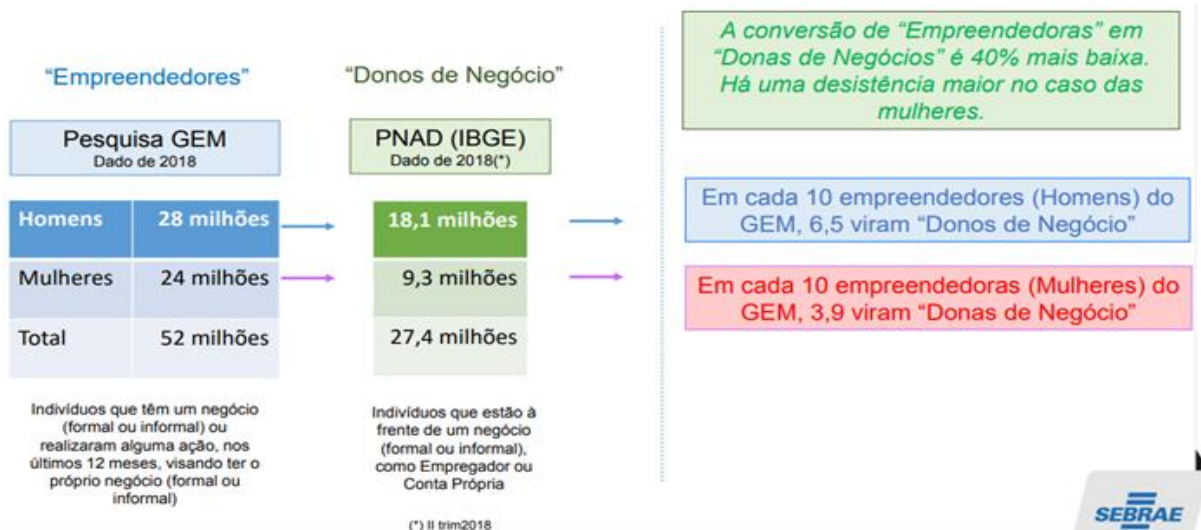 “Empreendedores”
Pesquisa GEM
Dado de 2018
Homens 28 milhões
Mulheres 24 milhões
Total 52 milhões
Indivíduos que têm um negócio
(formal ou informal) ou
realizaram alguma ação, nos
últimos 12 meses, visando ter o
próprio negócio (formal ou
informal)
“Donos de Negócio”
PNAD (IBGE)
Dado de 2018(*)
18,1 milhões
9,3 milhões
27,4 milhões
Indivíduos que estão à
frente de um negócio
(formal ou informal),
como Empregador ou
Conta Própria
(*) II trim2018
A conversão de “Empreendedoras” em
“Donas de Negócios” é 40% mais baixa.
Há uma desistência maior no caso das
mulheres.
Em cada 10 empreendedores (Homens) do
GEM, 6,5 viram “Donos de Negócio”
Em cada 10 empreendedoras (Mulheres) do
GEM, 3,9 viram “Donas de Negócio”
SEBRAE